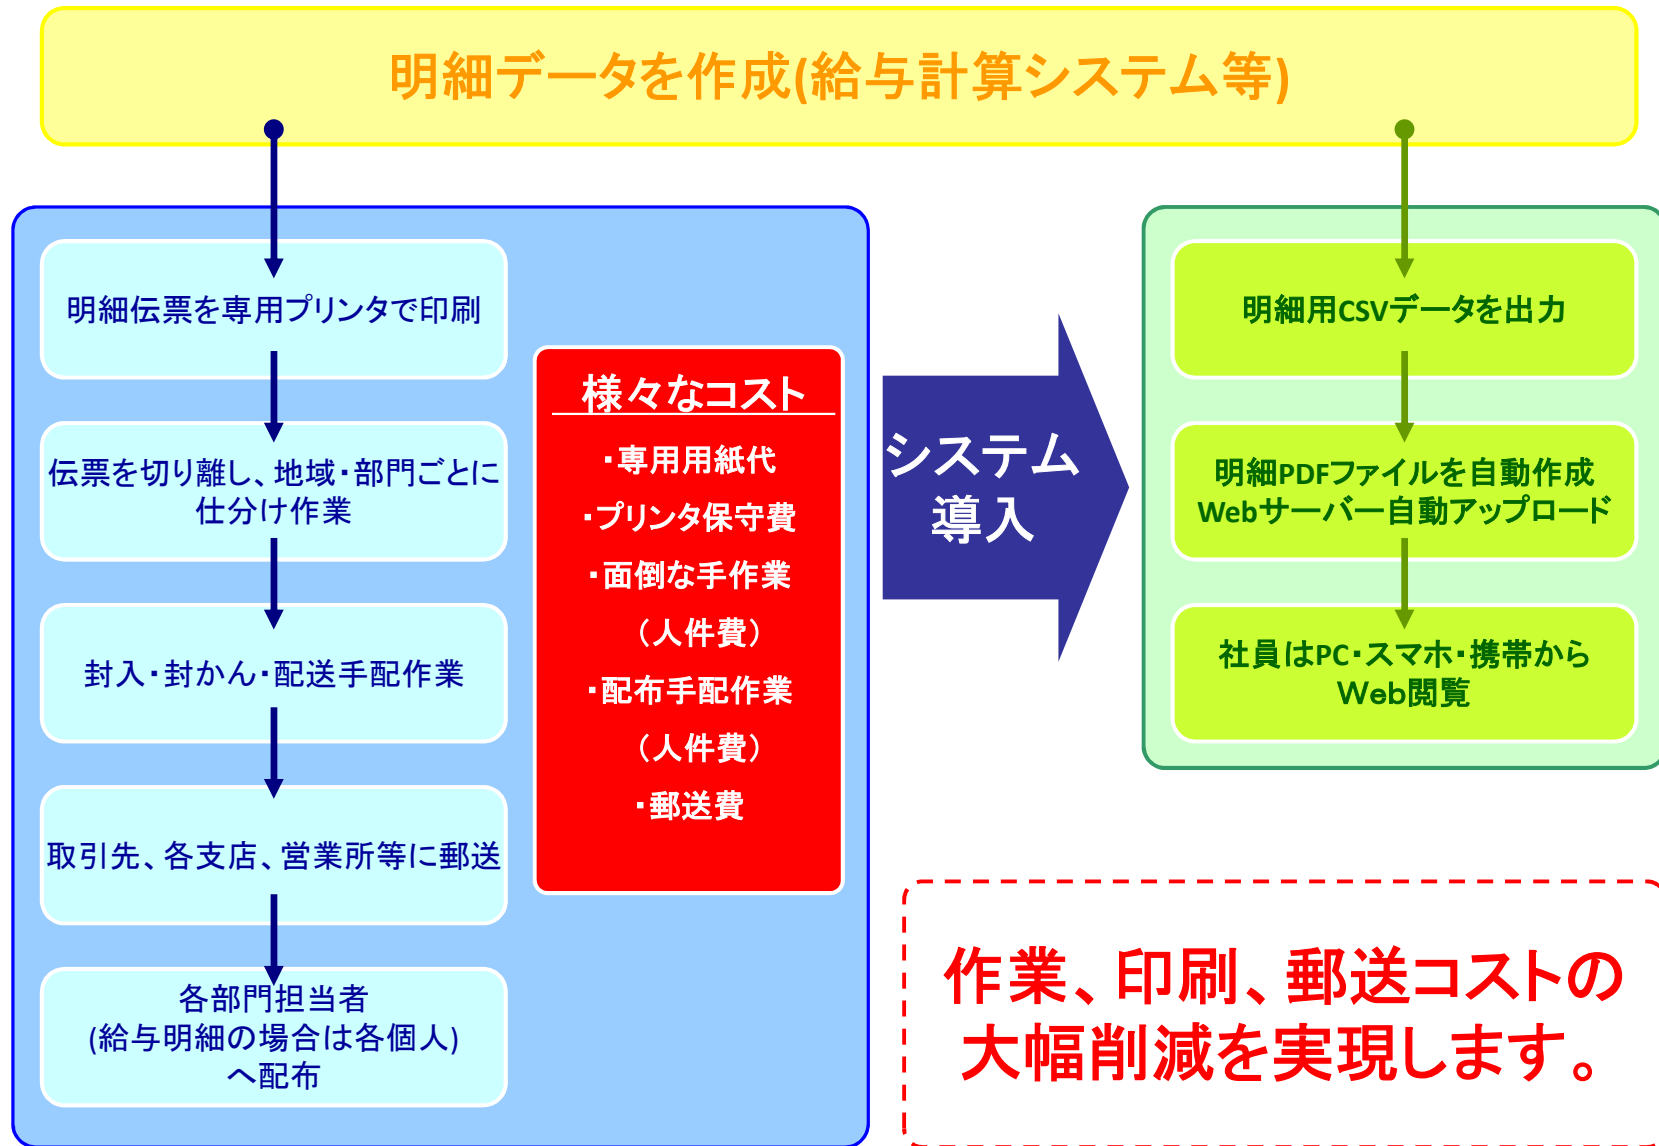 明細データを作成(給与計算システム等)
明細伝票を専用プリンタで印刷
伝票を切り離し、地域・部門ごとに
仕分け作業
封入・封かん・配送手配作業
取引先、各支店、営業所等に郵送
各部門担当者
(給与明細の場合は各個人)
へ配布
様々なコスト
・専用用紙代
・プリンタ保守費
・面倒な手作業
（人件費）
・配布手配作業
（人件費）
・郵送費
システム
導入
明細用CSVデータを出力
明細PDFファイルを自動作成
Webサーバー自動アップロード
社員はPC・スマホ・携帯から
Web閲覧
作業、印刷、郵送コストの
大幅削減を実現します。